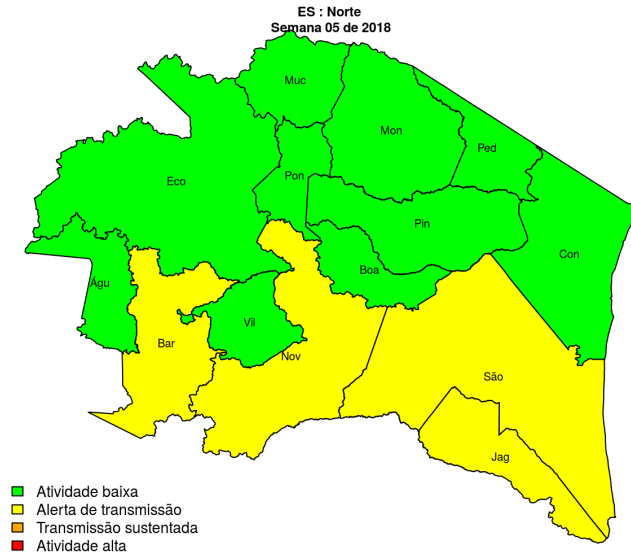 ES : Norte
Semana 05 de 2018
Muc
Mon
Ped
Eco
Pon
Pin
Con
Boa
Águ
Vil
Bar
Nov
São
Jag
Atividade baixa
Alerta de transmissão
Transmissão sustentada
Atividade alta